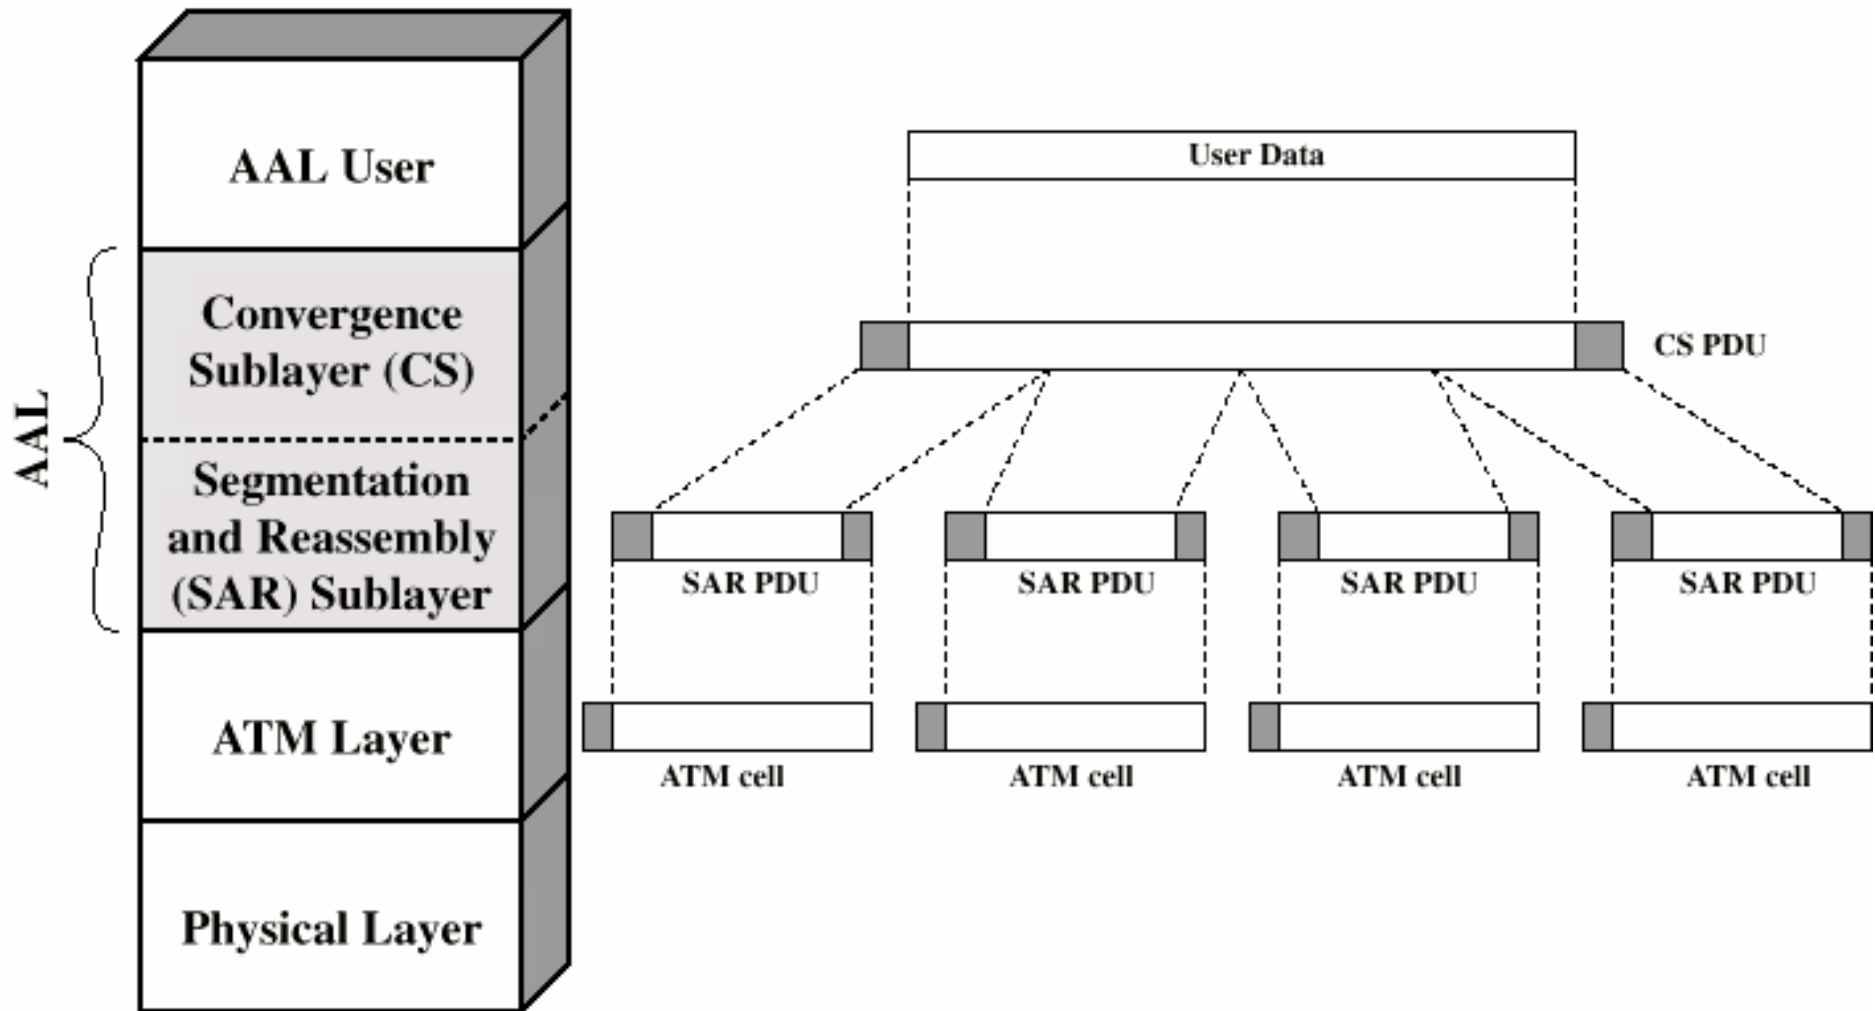 AAL User
AAL
Convergence
Sublayer (CS)
Segmentation
and Reassembly
(SAR) Sublayer
ATM Layer
Physical Layer
User Data
CS PDU
SAR PDU
SAR PDU
SAR PDU
SAR PDU
ATM cell
ATM cell
ATM cell
ATM cell